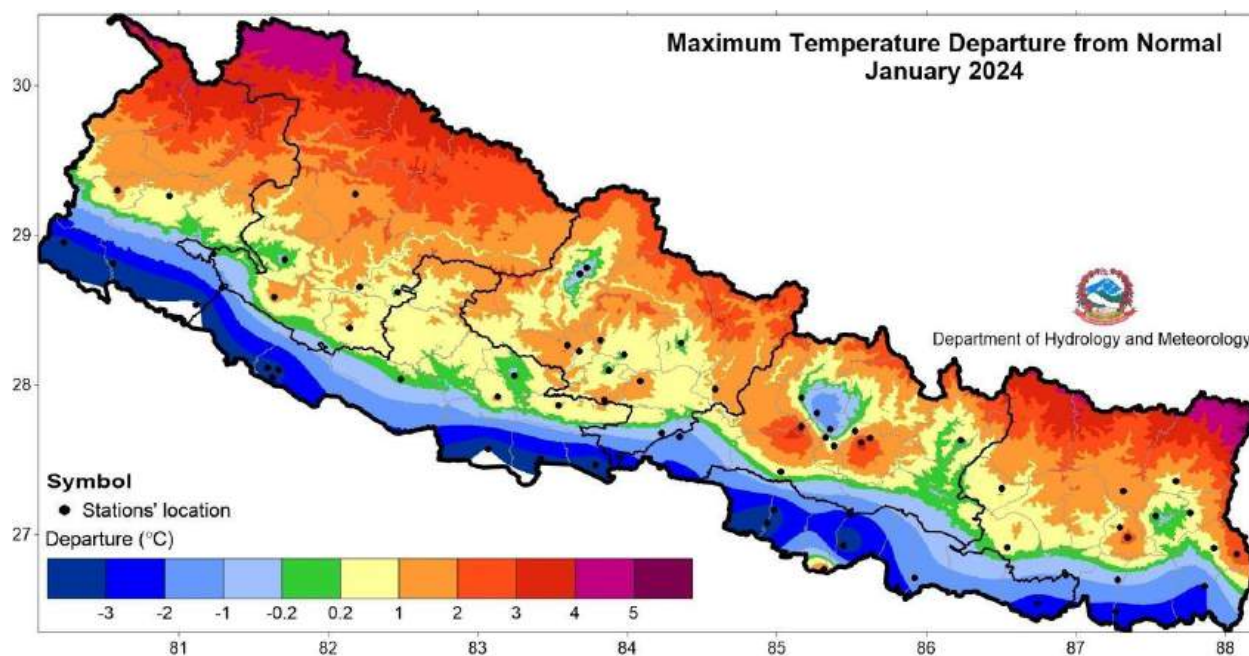 Maximum Temperature Departure from Normal
January 2024
30
29
28
27
Department of Hydrology and Meteorology
Symbol
Stations' location
Departure (°C)
-3 -2 -1 -0.2 0.2 1 2 3 4 5
81 82 83 84 85 86 87 88